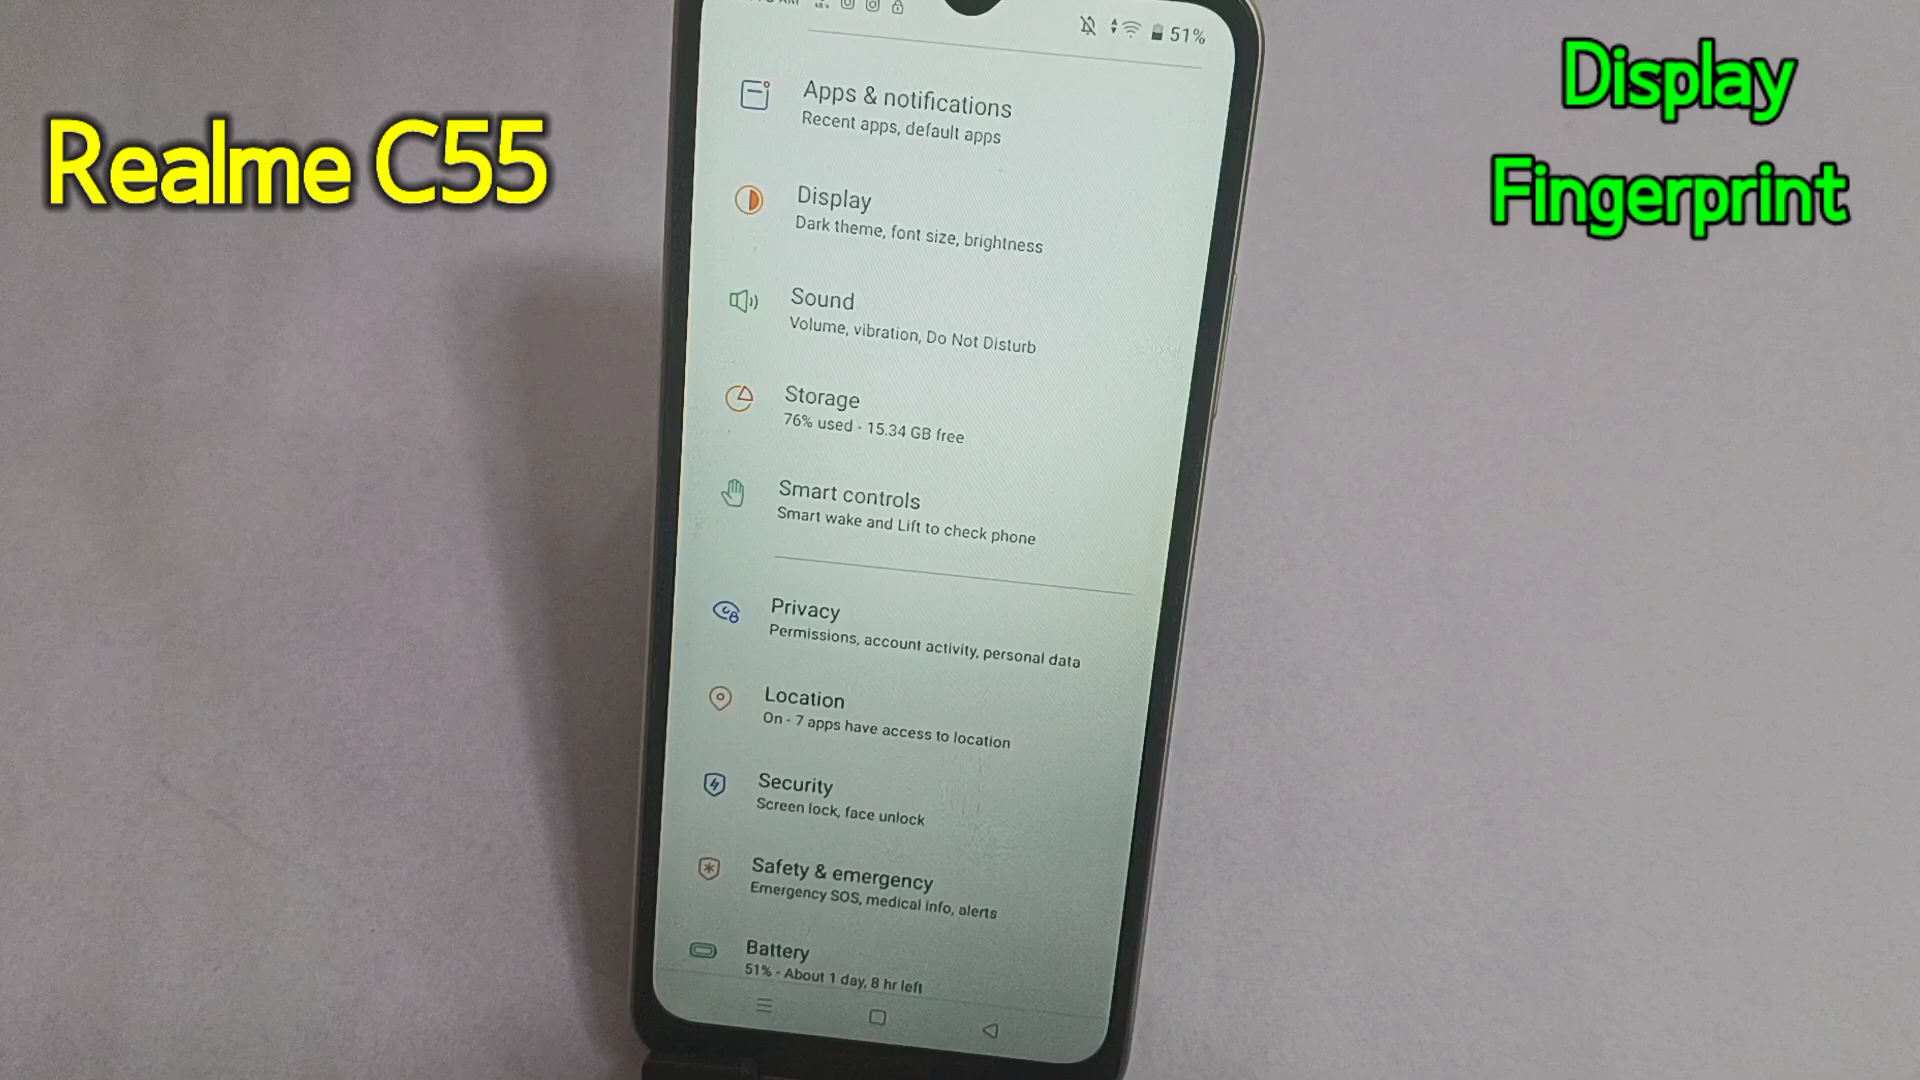 51%
Realme C55
Display
Fingerprint
Apps & notifications
Recent apps, default apps
Display
Dark theme, font size, brightness
Sound
Volume, vibration, Do Not Disturb
Storage
76% used - 15.34 GB free
Smart controls
Smart wake and Lift to check phone
Privacy
Permissions, account activity, personal data
Location
On - 7 apps have access to location
Security
Screen lock, face unlock
Safety & emergency
Emergency SOS, medical info, alerts
Battery
51% - About 1 day, 8 hr left